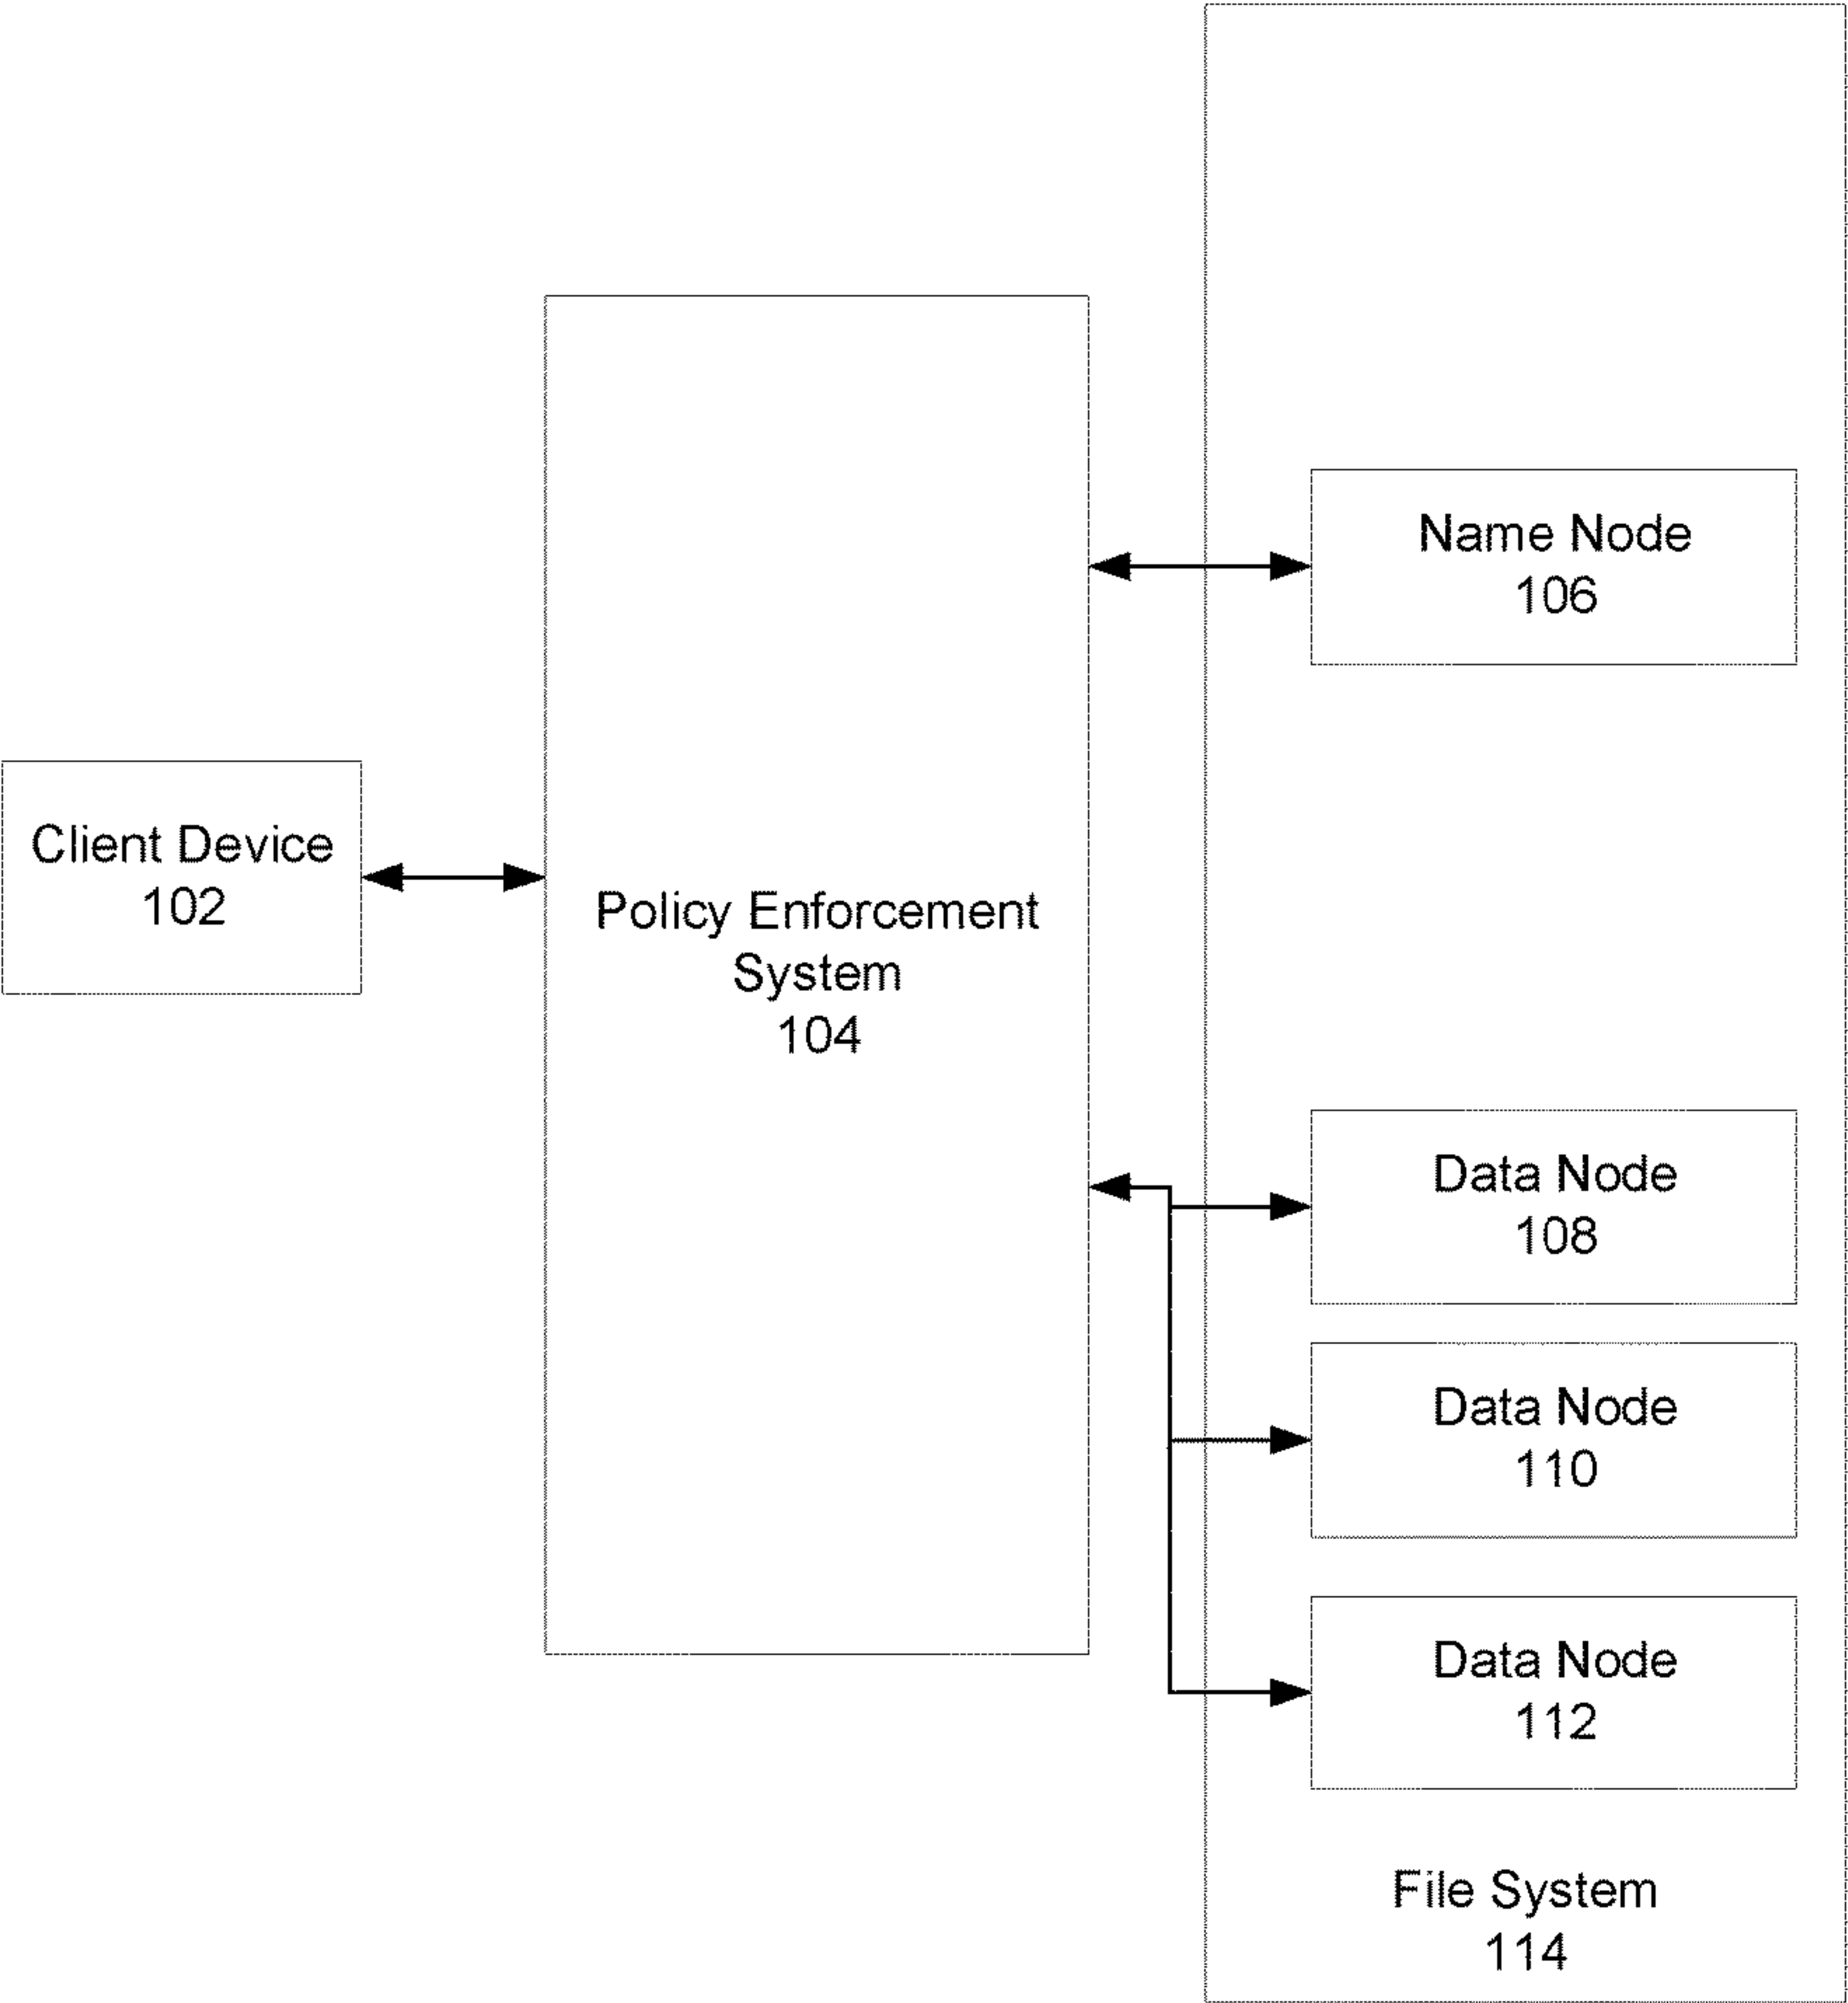 Client Device
102
Policy Enforcement
System
104
Name Node
106
Data Node
108
Data Node
110
Data Node
112
File System
114